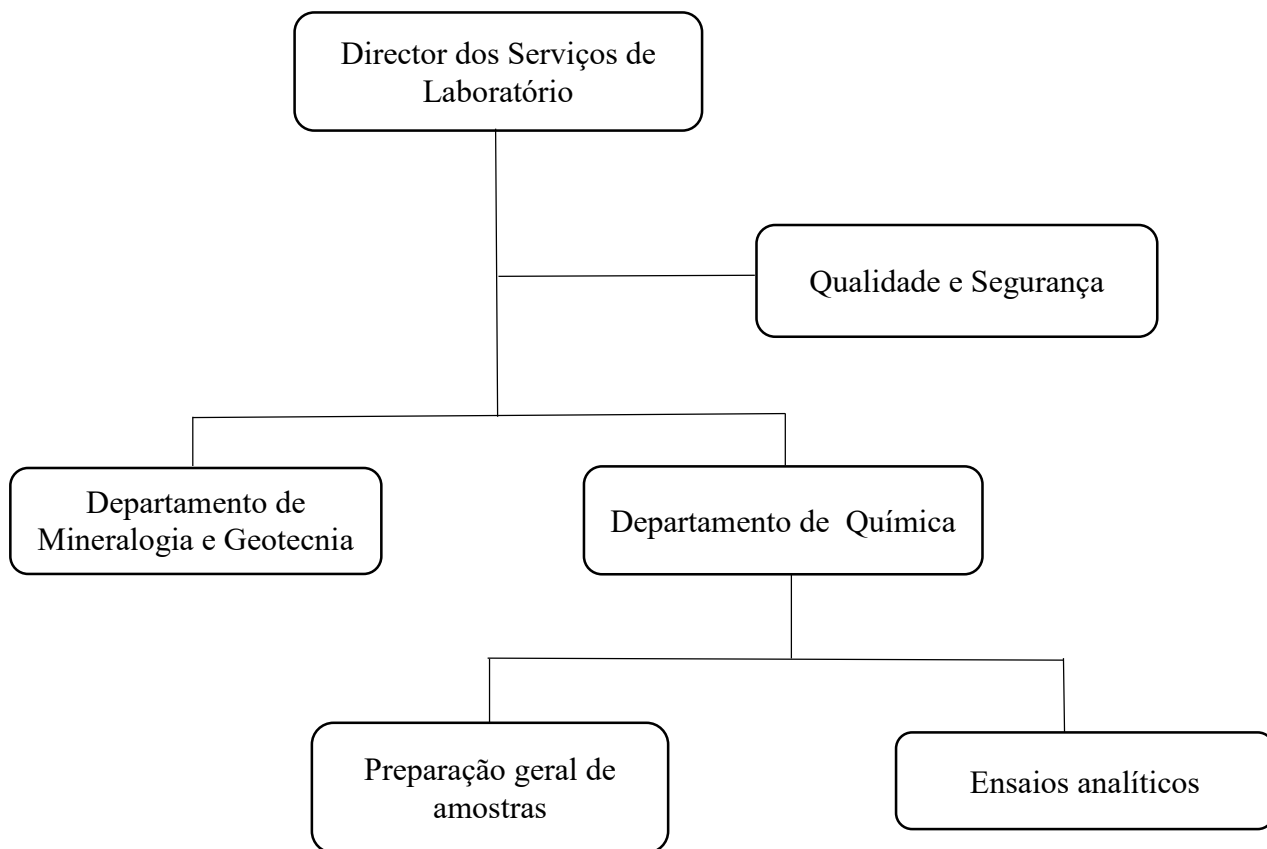 Director dos Serviços de
Laboratório
Qualidade e Segurança
Departamento de
Mineralogia e Geotecnia
Departamento de  Química
Preparação geral de
amostras
Ensaios analíticos